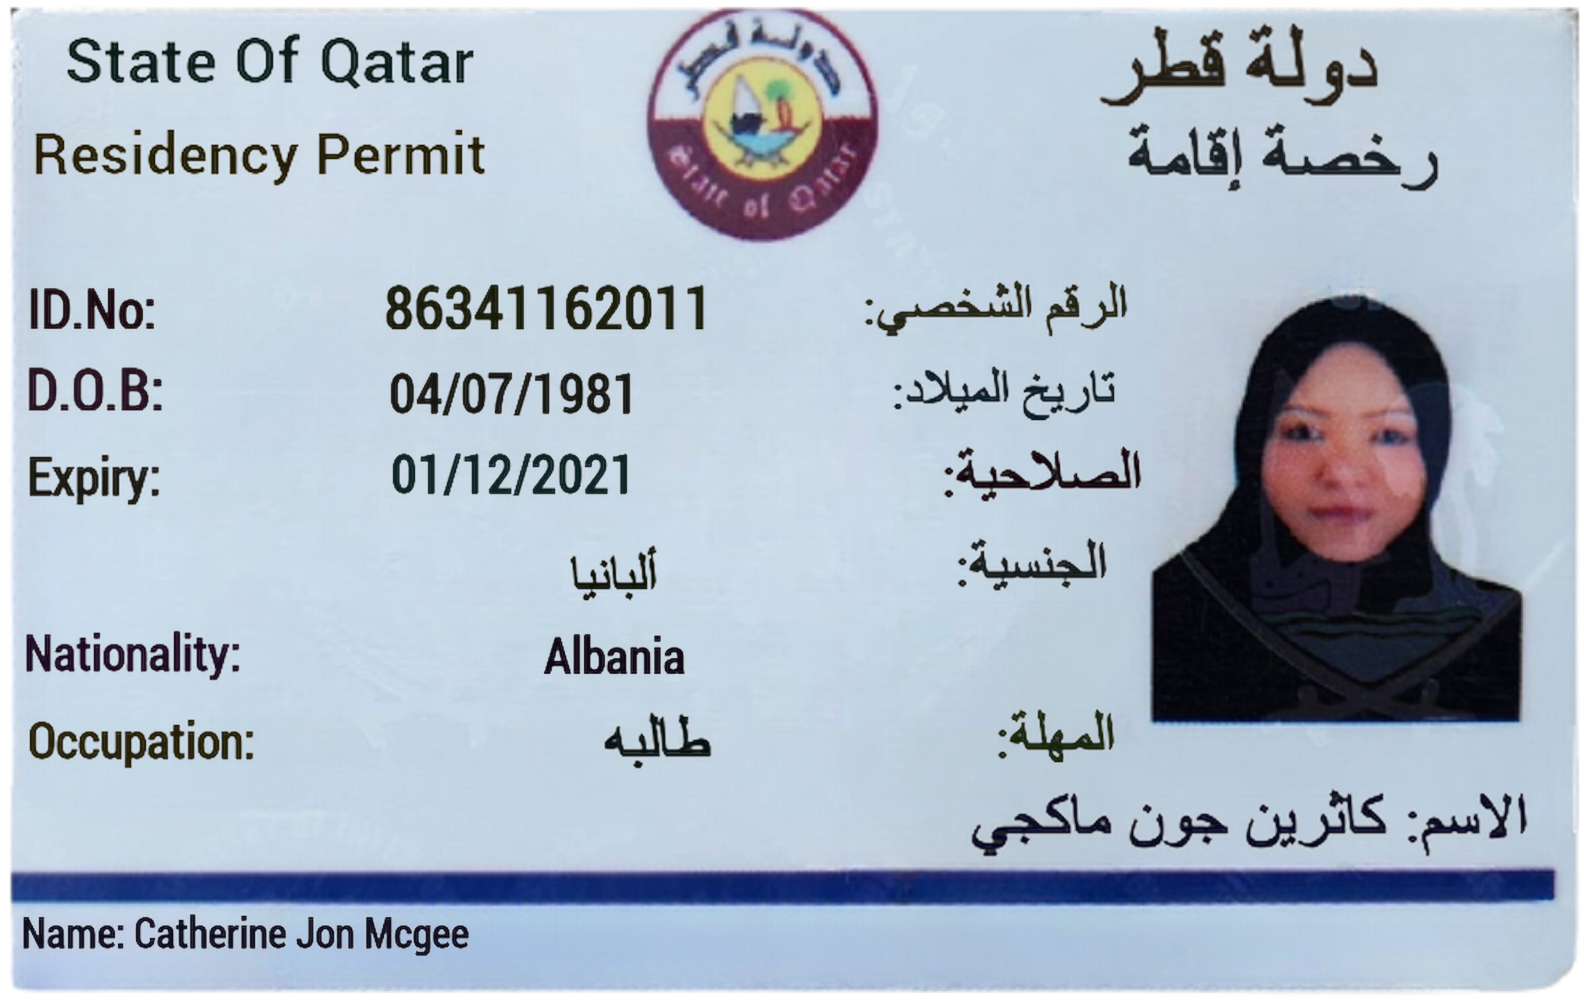 State Of Qatar
دولة قطر
Residency Permit
رخصة إقامة
دولة قطر
State of Qatar
ID.No: 86341162011 الرقم الشخصي:
D.O.B: 04/07/1981 تاريخ الميلاد:
Expiry: 01/12/2021 الصلاحية:
ألبانيا الجنسية:
Nationality: Albania
Occupation: طالبه المهلة:
الاسم: كاثرين جون ماكجي
Name: Catherine Jon Mcgee